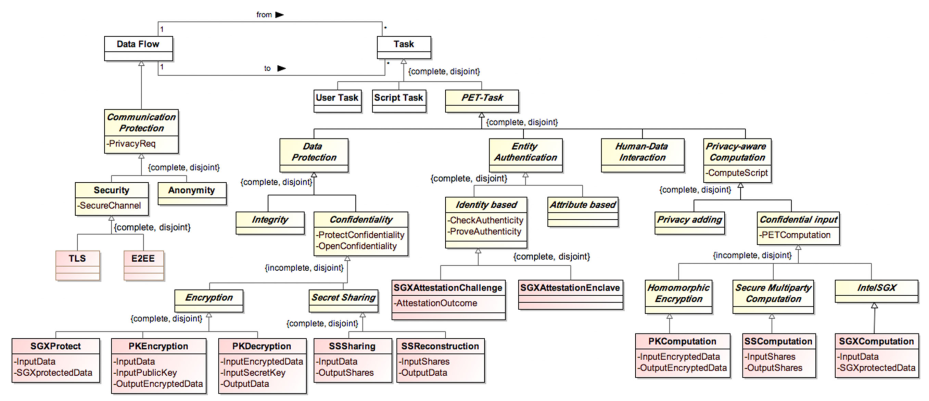 from
1
*
Data Flow
Task
1
to
*
{complete, disjoint}
User Task
Script Task
PET-Task
{complete, disjoint}
Communication
Protection
-PrivacyReq
Data
Protection
Entity
Authentication
Human-Data
Interaction
Privacy-aware
Computation
-ComputeScript
{complete, disjoint}
{complete, disjoint}
{complete, disjoint}
{complete, disjoint}
Security
-SecureChannel
Anonymity
Integrity
Confidentiality
-ProtectConfidentiality
-OpenConfidentiality
Identity based
-CheckAuthenticity
-ProveAuthenticity
Attribute based
Privacy adding
Confidential input
-PETComputation
{complete, disjoint}
TLS
E2EE
{incomplete, disjoint}
{complete, disjoint}
{incomplete, disjoint}
Encryption
Secret Sharing
SGXAttestationChallenge
-AttestationOutcome
SGXAttestationEnclave
Homomorphic
Encryption
Secure Multiparty
Computation
IntelSGX
{complete, disjoint}
{complete, disjoint}
SGXProtect
-InputData
-SGXprotectedData
PKEncryption
-InputData
-InputPublicKey
-OutputEncryptedData
PKDecryption
-InputEncryptedData
-InputSecretKey
-OutputData
SSSharing
-InputData
-OutputShares
SSReconstruction
-InputShares
-OutputData
PKComputation
-InputEncryptedData
-OutputEncryptedData
SSComputation
-InputShares
-OutputShares
SGXComputation
-InputData
-SGXprotectedData